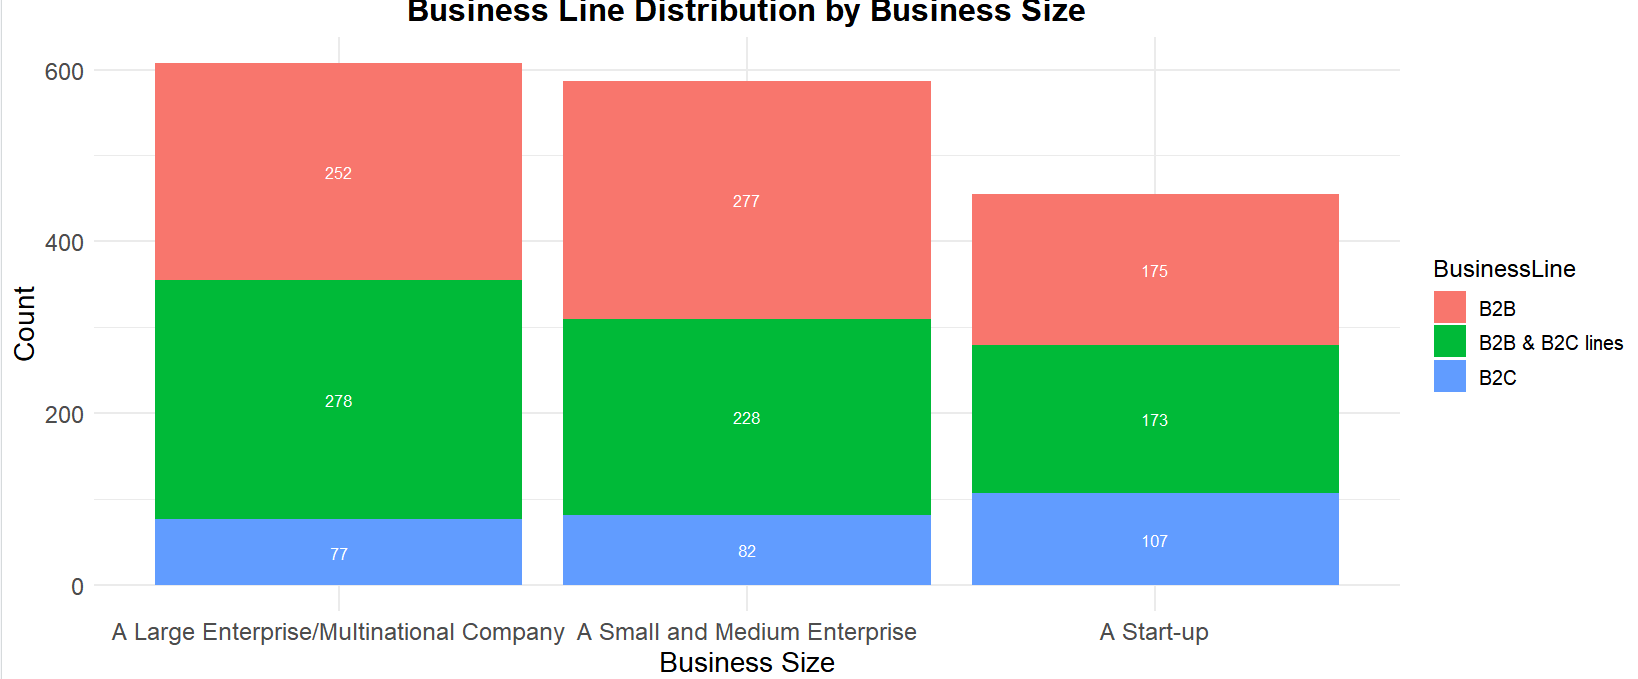 Business Line Distribution by Business Size
600
400
200
0
Count
252
277
175
278
228
173
77
82
107
A Large Enterprise/Multinational Company
A Small and Medium Enterprise
A Start-up
Business Size
BusinessLine
B2B
B2B & B2C lines
B2C